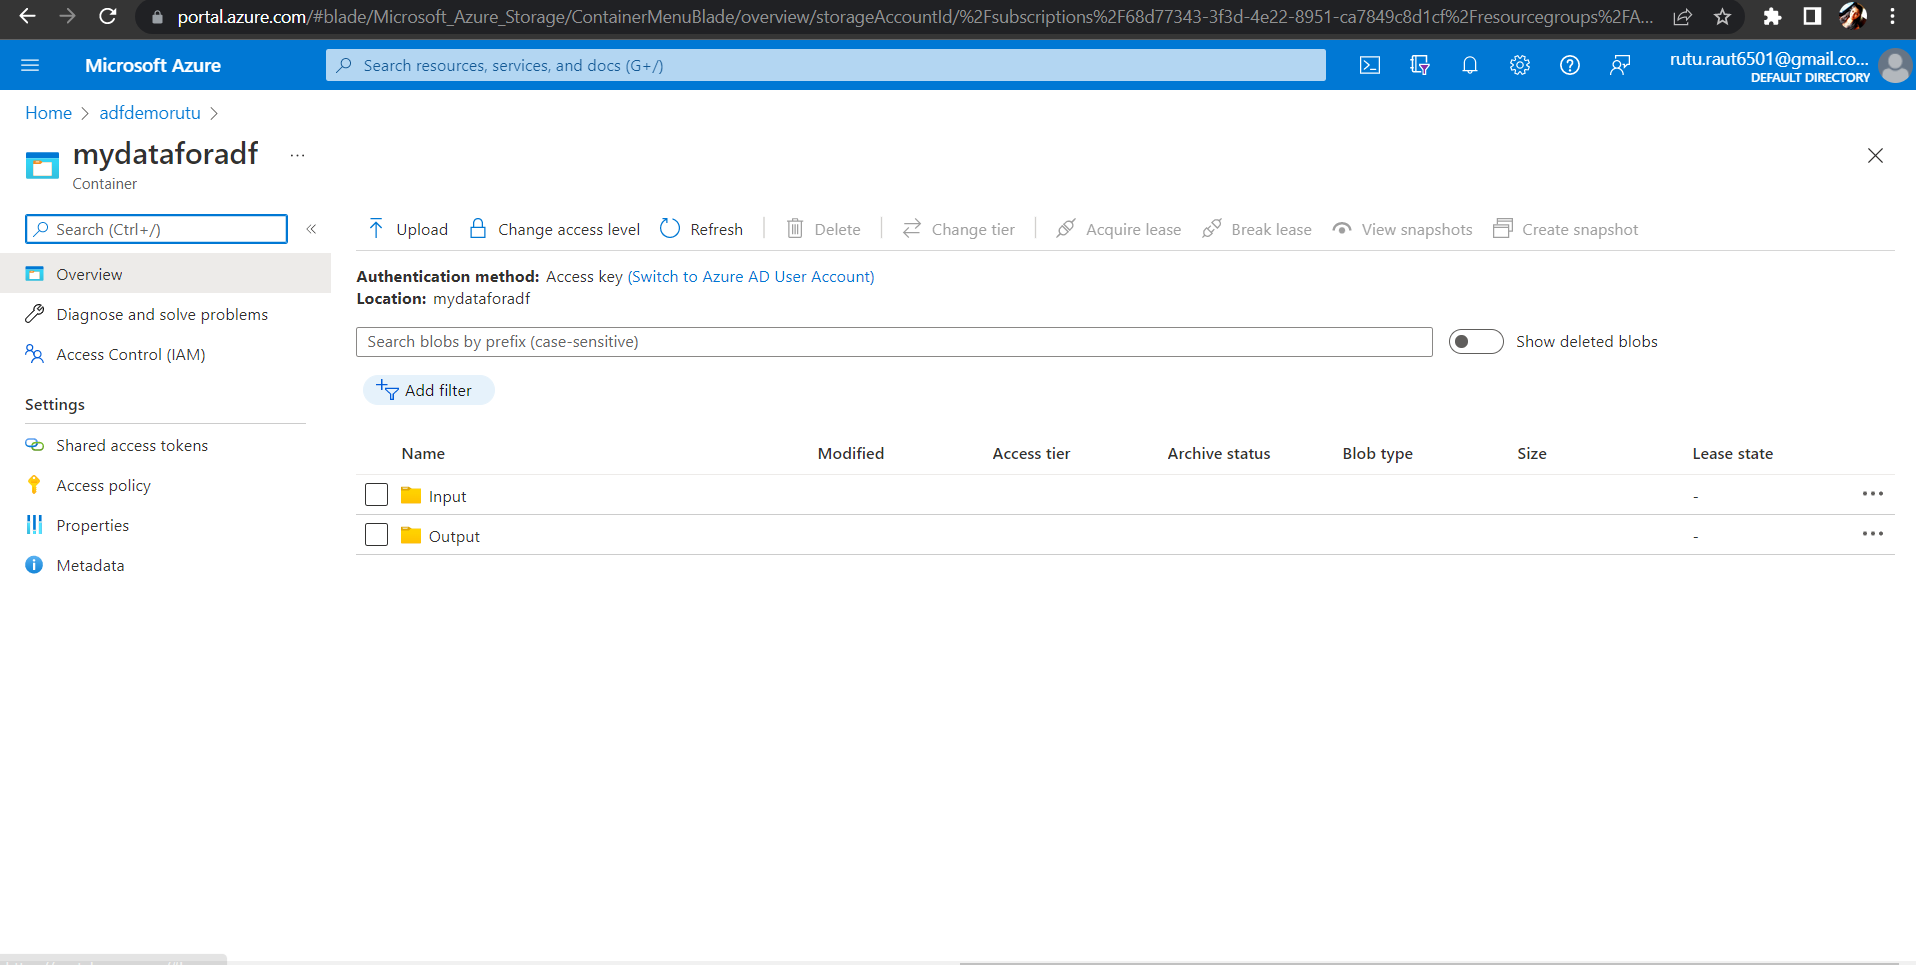 portal.azure.com/#blade/Microsoft_Azure_Storage/ContainerMenuBlade/overview/storageAccountId/%2Fsubscriptions%2F68d77343-3f3d-4e22-8951-ca7849c8d1cf%2Fresourcegroups%2FA...
Microsoft Azure
Search resources, services, and docs (G+/)
rutu.raut6501@gmail.co...
DEFAULT DIRECTORY
Home > adfdemorutu >
mydataforadf ...
Container
Search (Ctrl+/) «
Upload Change access level Refresh Delete Change tier Acquire lease Break lease View snapshots Create snapshot
Overview
Diagnose and solve problems
Access Control (IAM)
Settings
Shared access tokens
Access policy
Properties
Metadata
Authentication method: Access key (Switch to Azure AD User Account)
Location: mydataforadf
Search blobs by prefix (case-sensitive) Show deleted blobs
Add filter
Name Modified Access tier Archive status Blob type Size Lease state
Input - ...
Output - ...